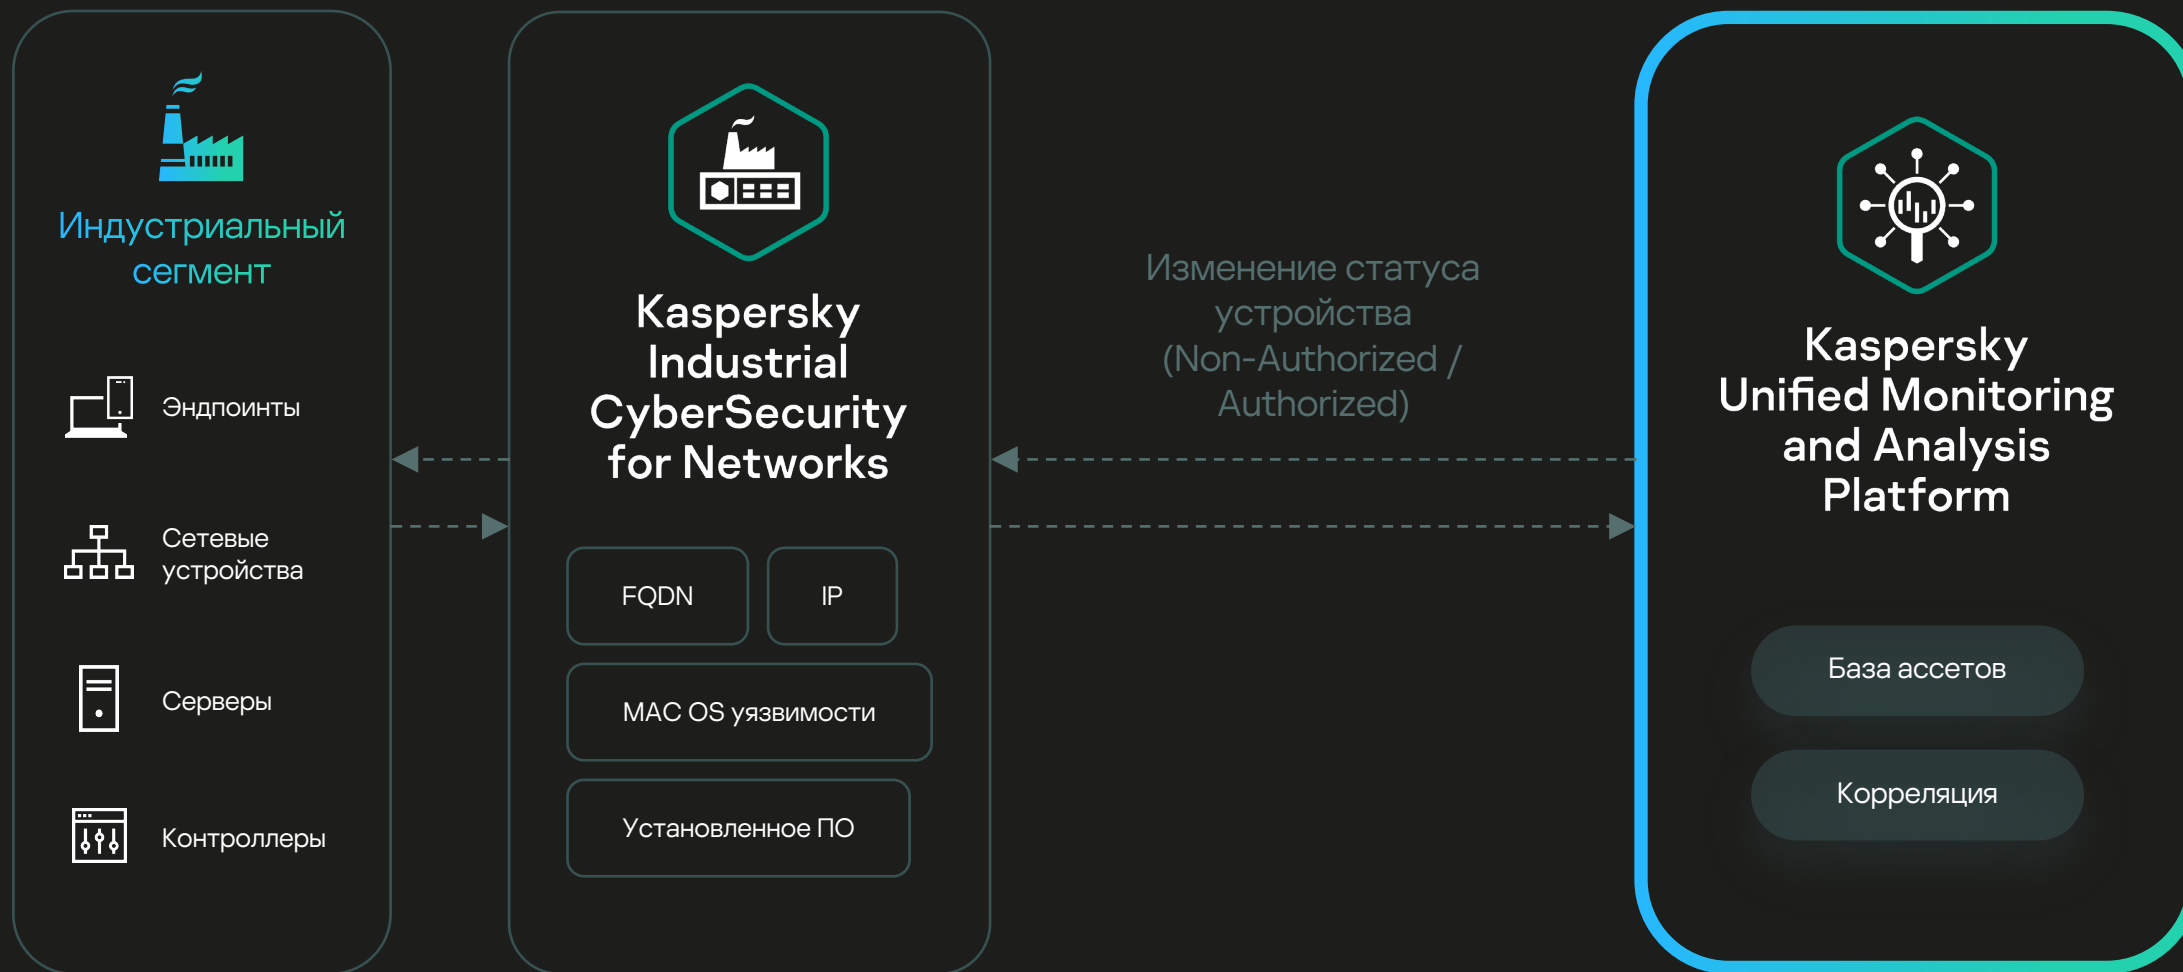 Индустриальный
сегмент
Эндпоинты
Сетевые
устройства
Серверы
Контроллеры
Kaspersky
Industrial
CyberSecurity
for Networks
FQDN
IP
MAC OS уязвимости
Установленное ПО
Изменение статуса
устройства
(Non-Authorized /
Authorized)
Kaspersky
Unified Monitoring
and Analysis
Platform
База ассетов
Корреляция